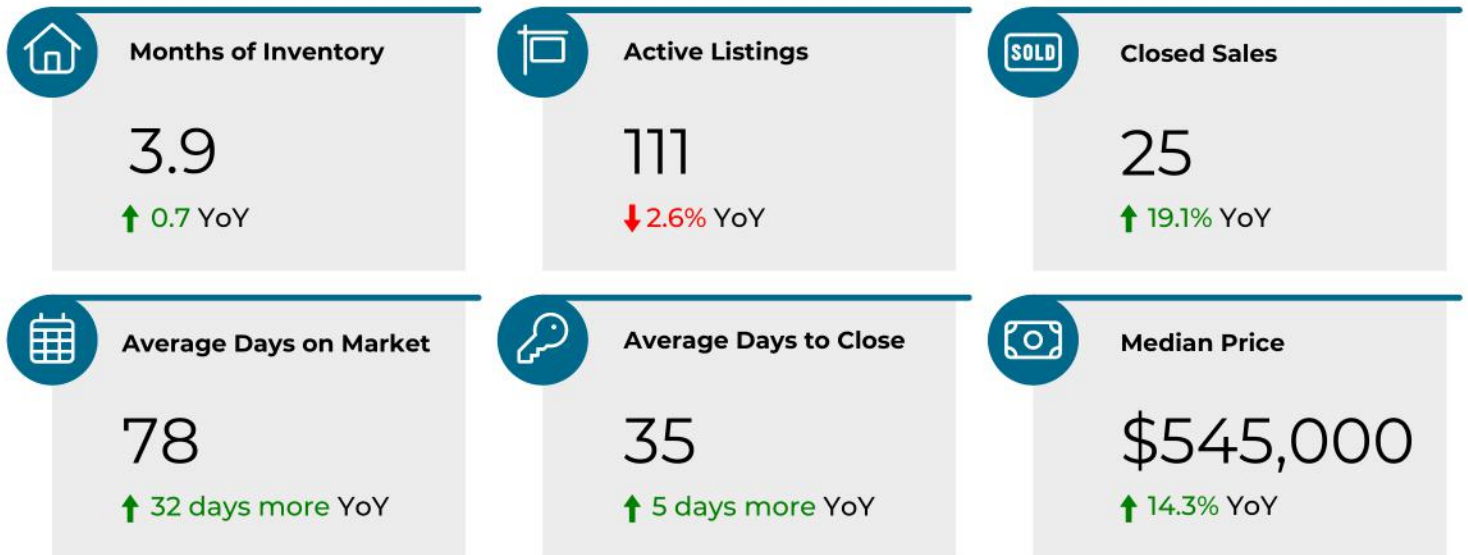 Months of Inventory
3.9
↑ 0.7 YoY
Active Listings
111
↓ 2.6% YoY
SOLD
Closed Sales
25
↑ 19.1% YoY
Average Days on Market
78
↑ 32 days more YoY
Average Days to Close
35
↑ 5 days more YoY
Median Price
$545,000
↑ 14.3% YoY